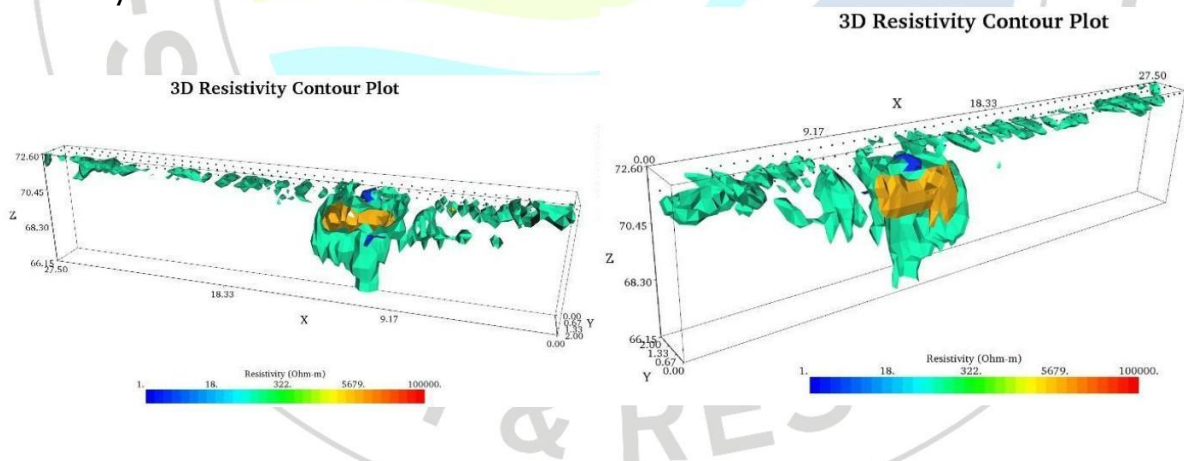 3D Resistivity Contour Plot
72.60
70.45
Z
68.30
66.15
27.50
18.33
X
9.17
0.00
0.67
1.33
2.00
Y
0.00
Resistivity (Ohm-m)
1. 18. 322. 5679. 100000.
3D Resistivity Contour Plot
27.50
X
18.33
9.17
0.00
72.60
70.45
Z
68.30
66.15
2.00
1.33
0.67
Y
0.00
Resistivity (Ohm-m)
1. 18. 322. 5679. 100000.
& RES